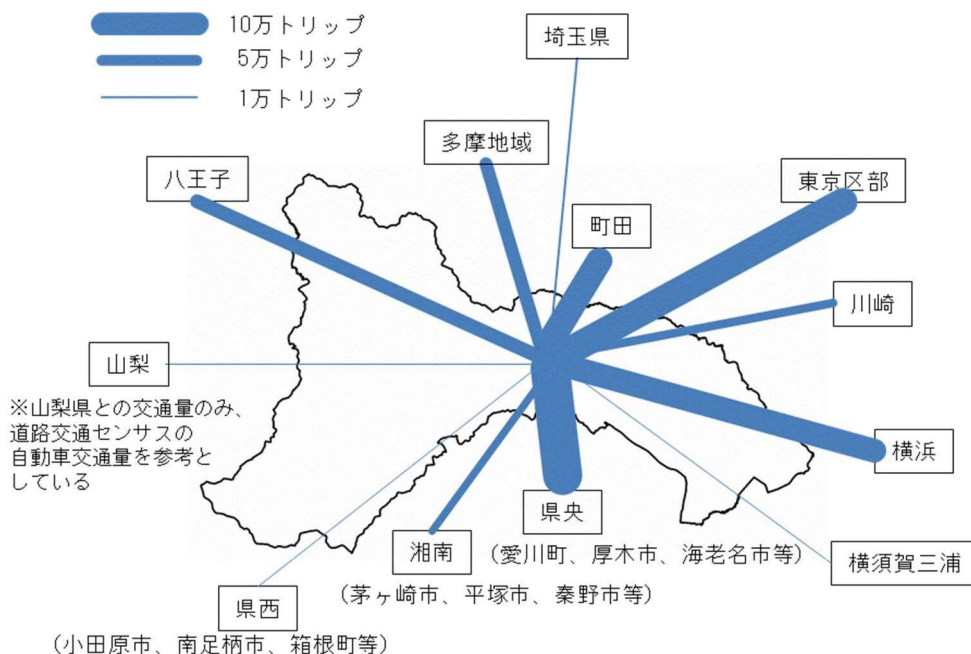 10万トリップ
5万トリップ
1万トリップ
埼玉県
多摩地域
八王子
東京区部
町田
川崎
山梨
※山梨県との交通量のみ、
道路交通センサスの
自動車交通量を参考と
している
横浜
県央
(愛川町、厚木市、海老名市等)
湘南
(茅ヶ崎市、平塚市、秦野市等)
横須賀三浦
県西
(小田原市、南足柄市、箱根町等)